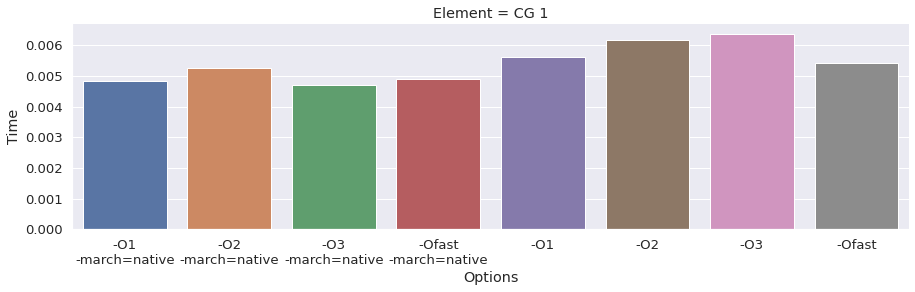 Element = CG 1
Time
0.006
0.005
0.004
0.003
0.002
0.001
0.000
-O1
-march=native
-O2
-march=native
-O3
-march=native
-Ofast
-march=native
-O1
-O2
-O3
-Ofast
Options